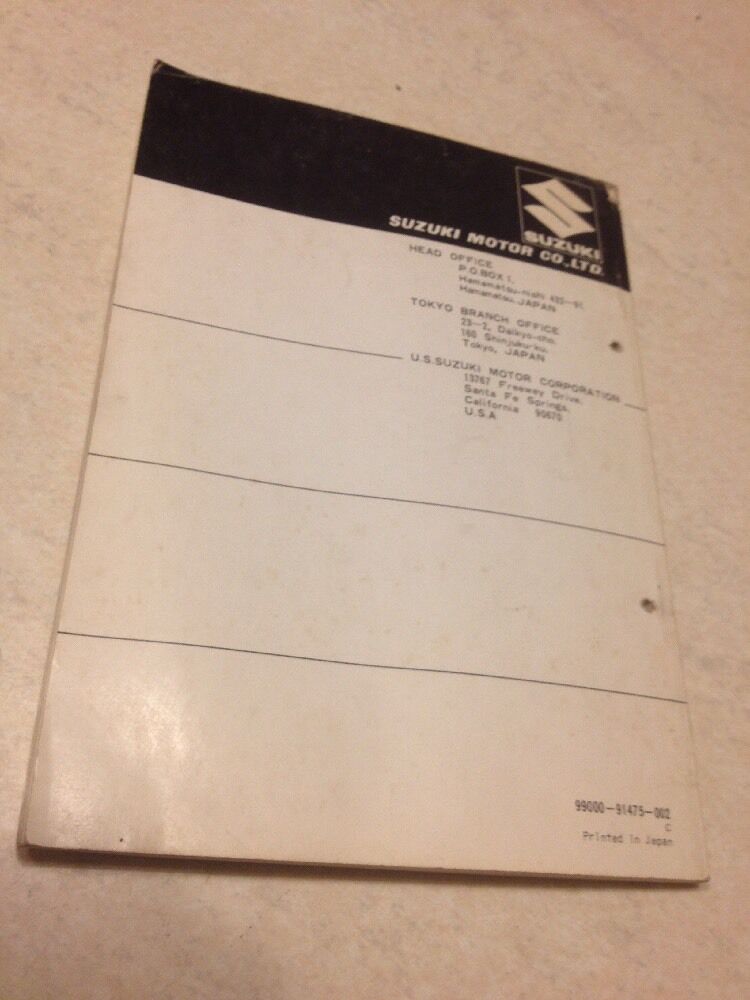 SUZUKI
SUZUKI MOTOR CO.,LTD.
HEAD OFFICE
P.O.BOX 1,
Hamamatsu-nishi 432-91,
Hamamatsu, JAPAN
TOKYO BRANCH OFFICE
23-2, Daikyo-cho,
160 Shinjuku-ku,
Tokyo, JAPAN
U.S.SUZUKI MOTOR CORPORATION
13767 Freeway Drive,
Santa Fe Springs,
California 90670
U.S.A
99000-91475-002
C
Printed in Japan